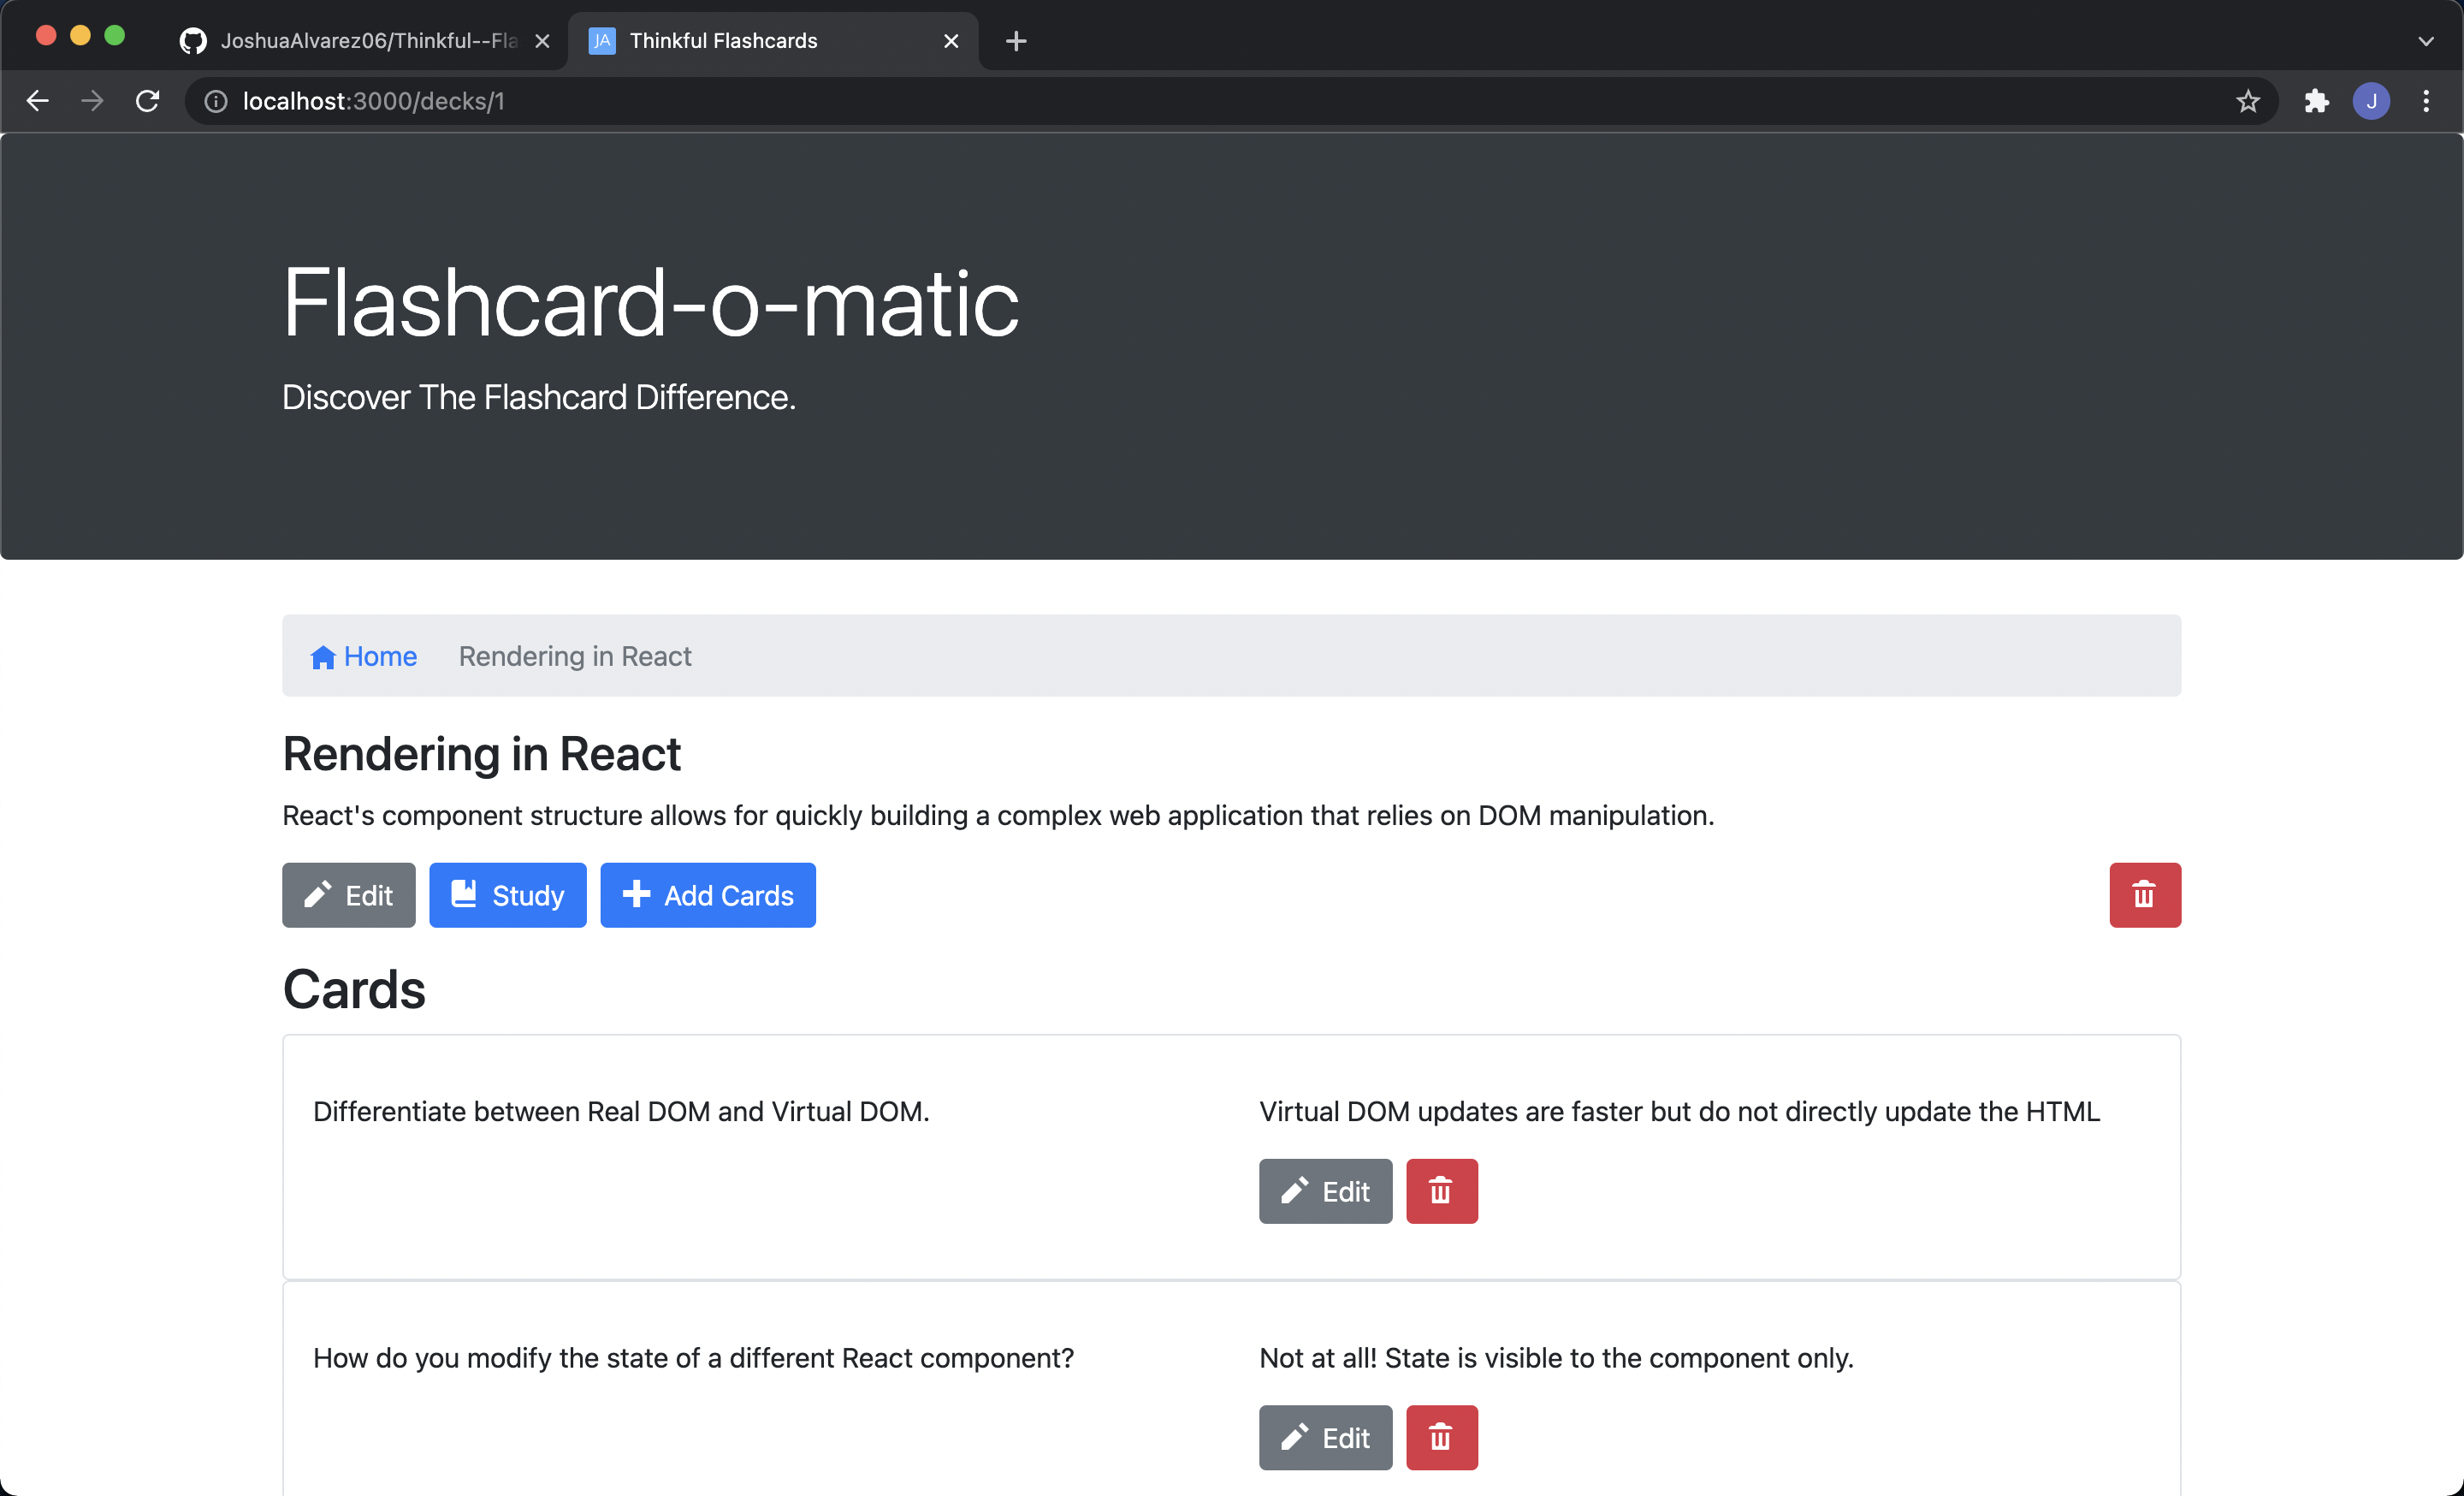 JoshuaAlvarez06/Thinkful--Fla
JA Thinkful Flashcards
localhost:3000/decks/1
J
Flashcard-o-matic
Discover The Flashcard Difference.
Home Rendering in React
Rendering in React
React's component structure allows for quickly building a complex web application that relies on DOM manipulation.
Edit Study Add Cards
Cards
Differentiate between Real DOM and Virtual DOM.
Virtual DOM updates are faster but do not directly update the HTML
Edit
How do you modify the state of a different React component?
Not at all! State is visible to the component only.
Edit